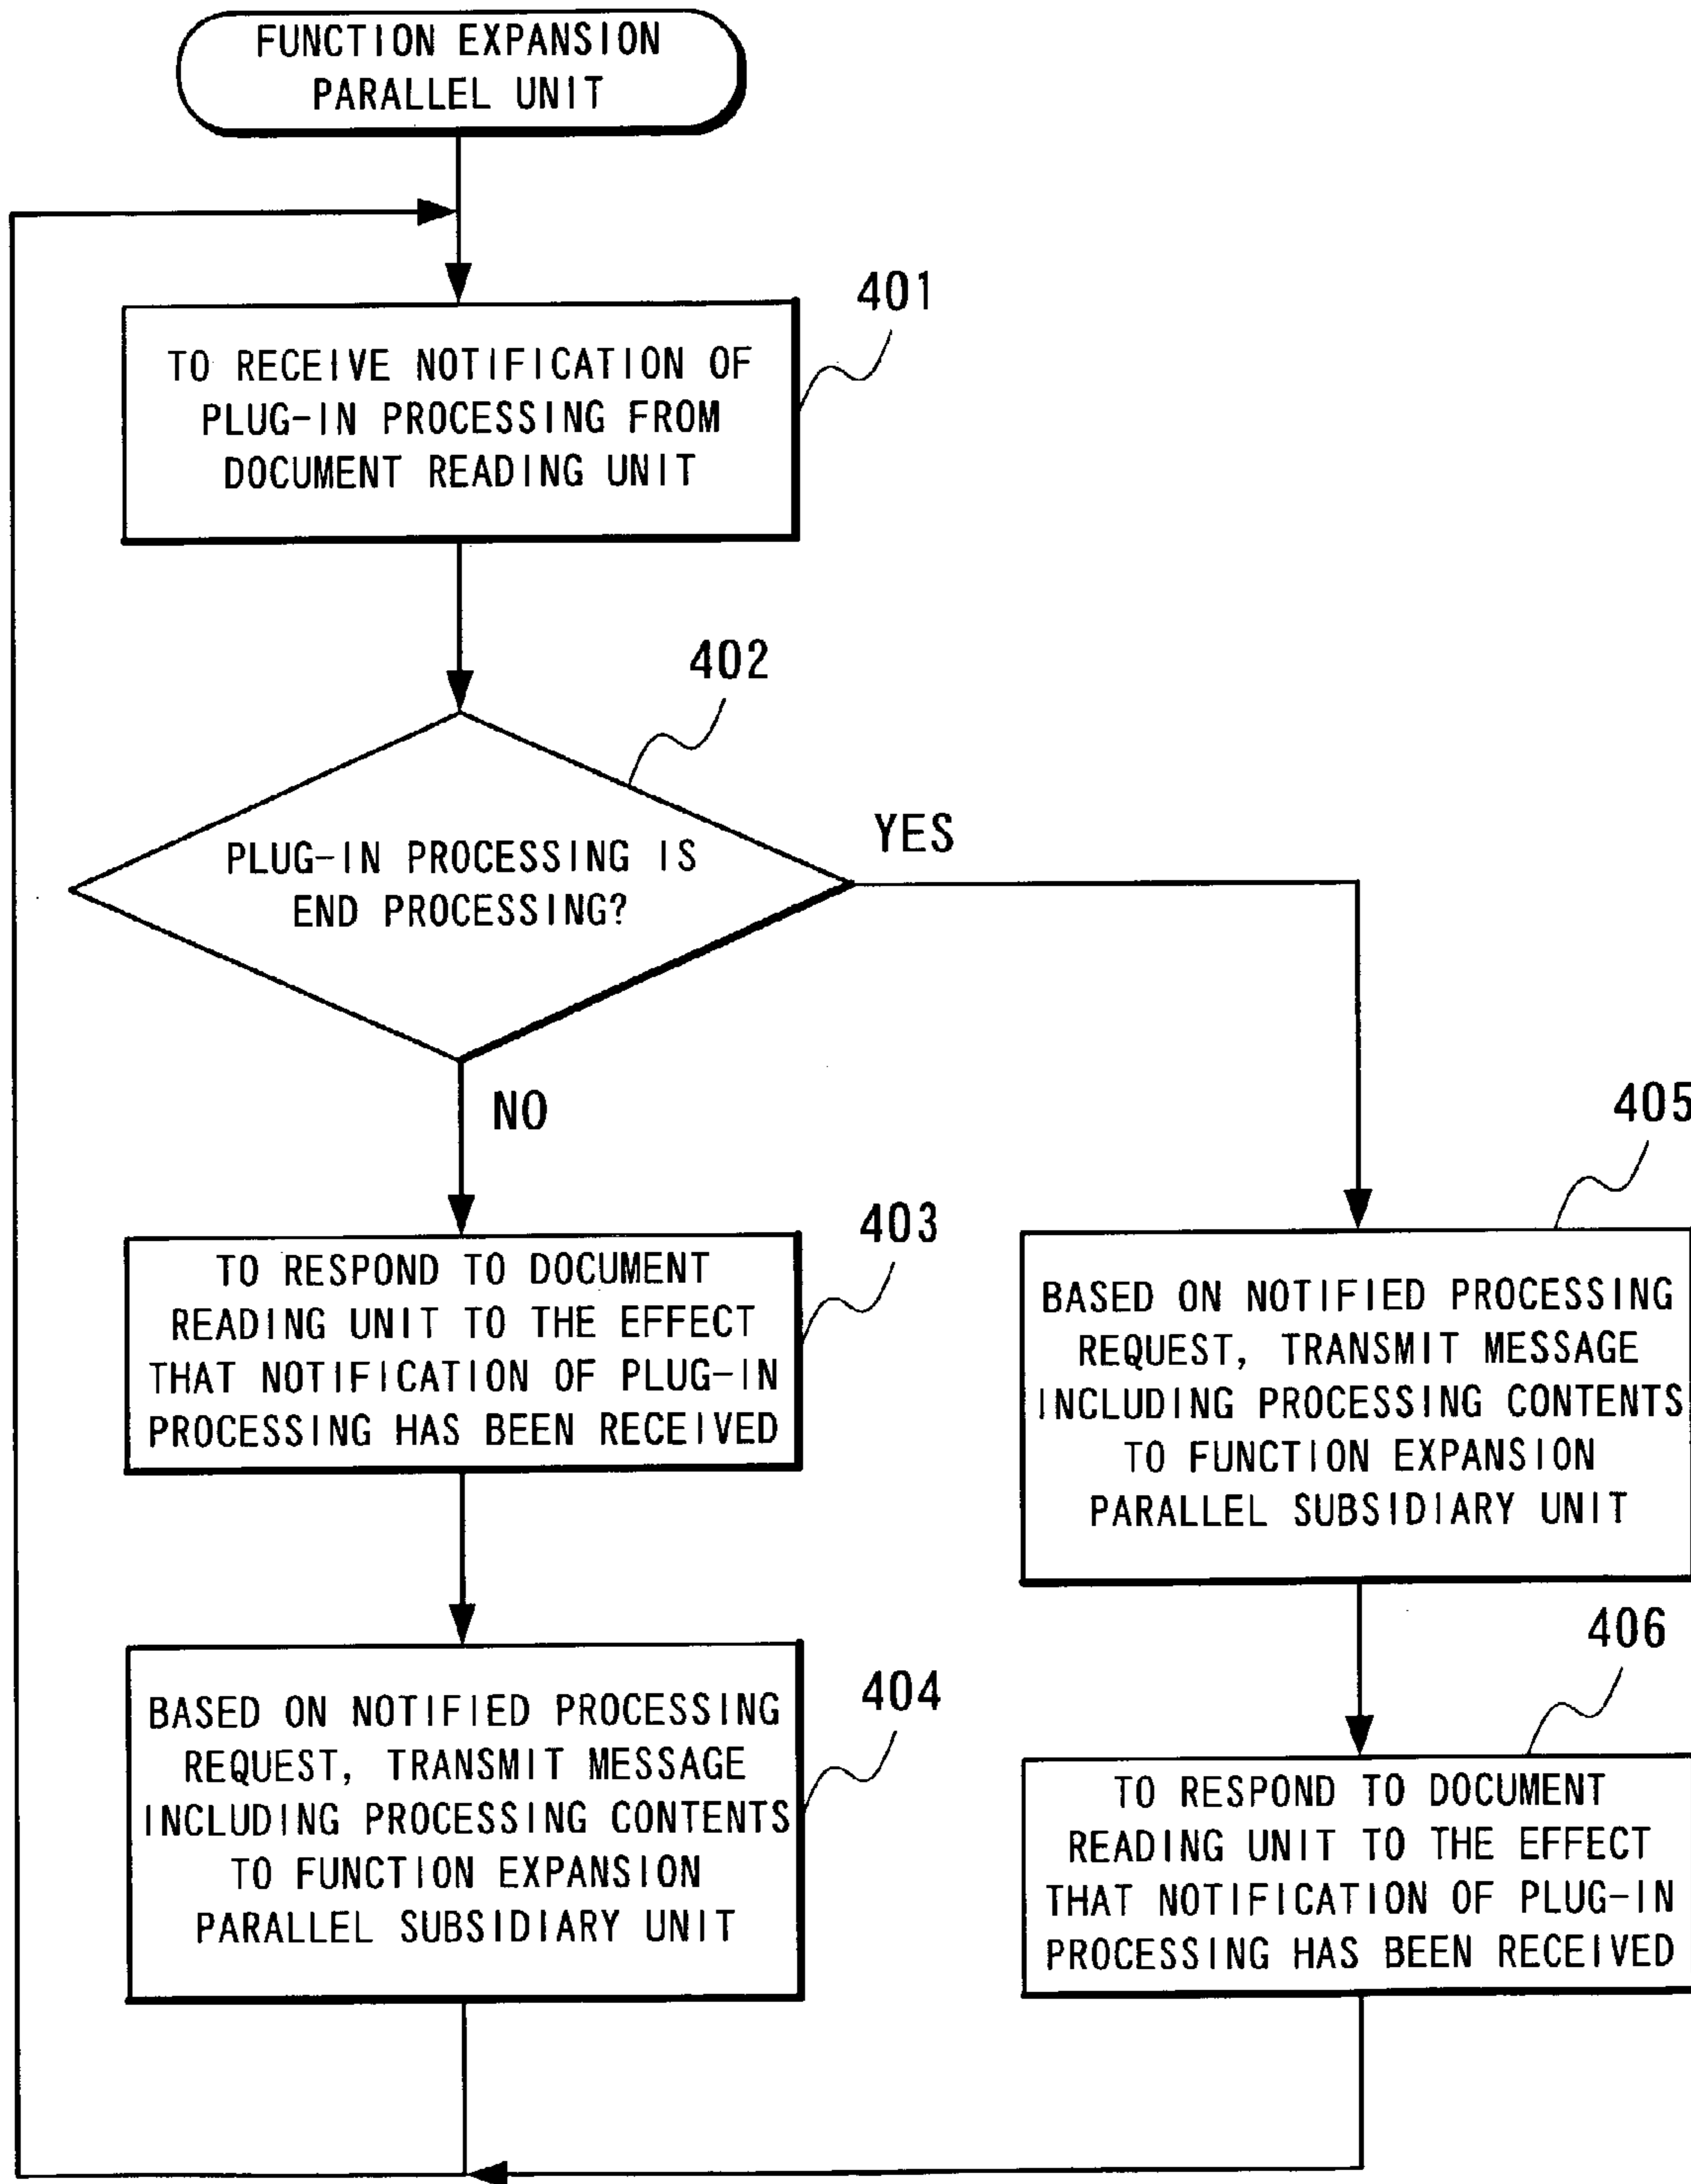 FUNCTION EXPANSION
PARALLEL UNIT
401
TO RECEIVE NOTIFICATION OF
PLUG-IN PROCESSING FROM
DOCUMENT READING UNIT
402
PLUG-IN PROCESSING IS
END PROCESSING?
YES
NO
403
TO RESPOND TO DOCUMENT
READING UNIT TO THE EFFECT
THAT NOTIFICATION OF PLUG-IN
PROCESSING HAS BEEN RECEIVED
404
BASED ON NOTIFIED PROCESSING
REQUEST, TRANSMIT MESSAGE
INCLUDING PROCESSING CONTENTS
TO FUNCTION EXPANSION
PARALLEL SUBSIDIARY UNIT
405
BASED ON NOTIFIED PROCESSING
REQUEST, TRANSMIT MESSAGE
INCLUDING PROCESSING CONTENTS
TO FUNCTION EXPANSION
PARALLEL SUBSIDIARY UNIT
406
TO RESPOND TO DOCUMENT
READING UNIT TO THE EFFECT
THAT NOTIFICATION OF PLUG-IN
PROCESSING HAS BEEN RECEIVED